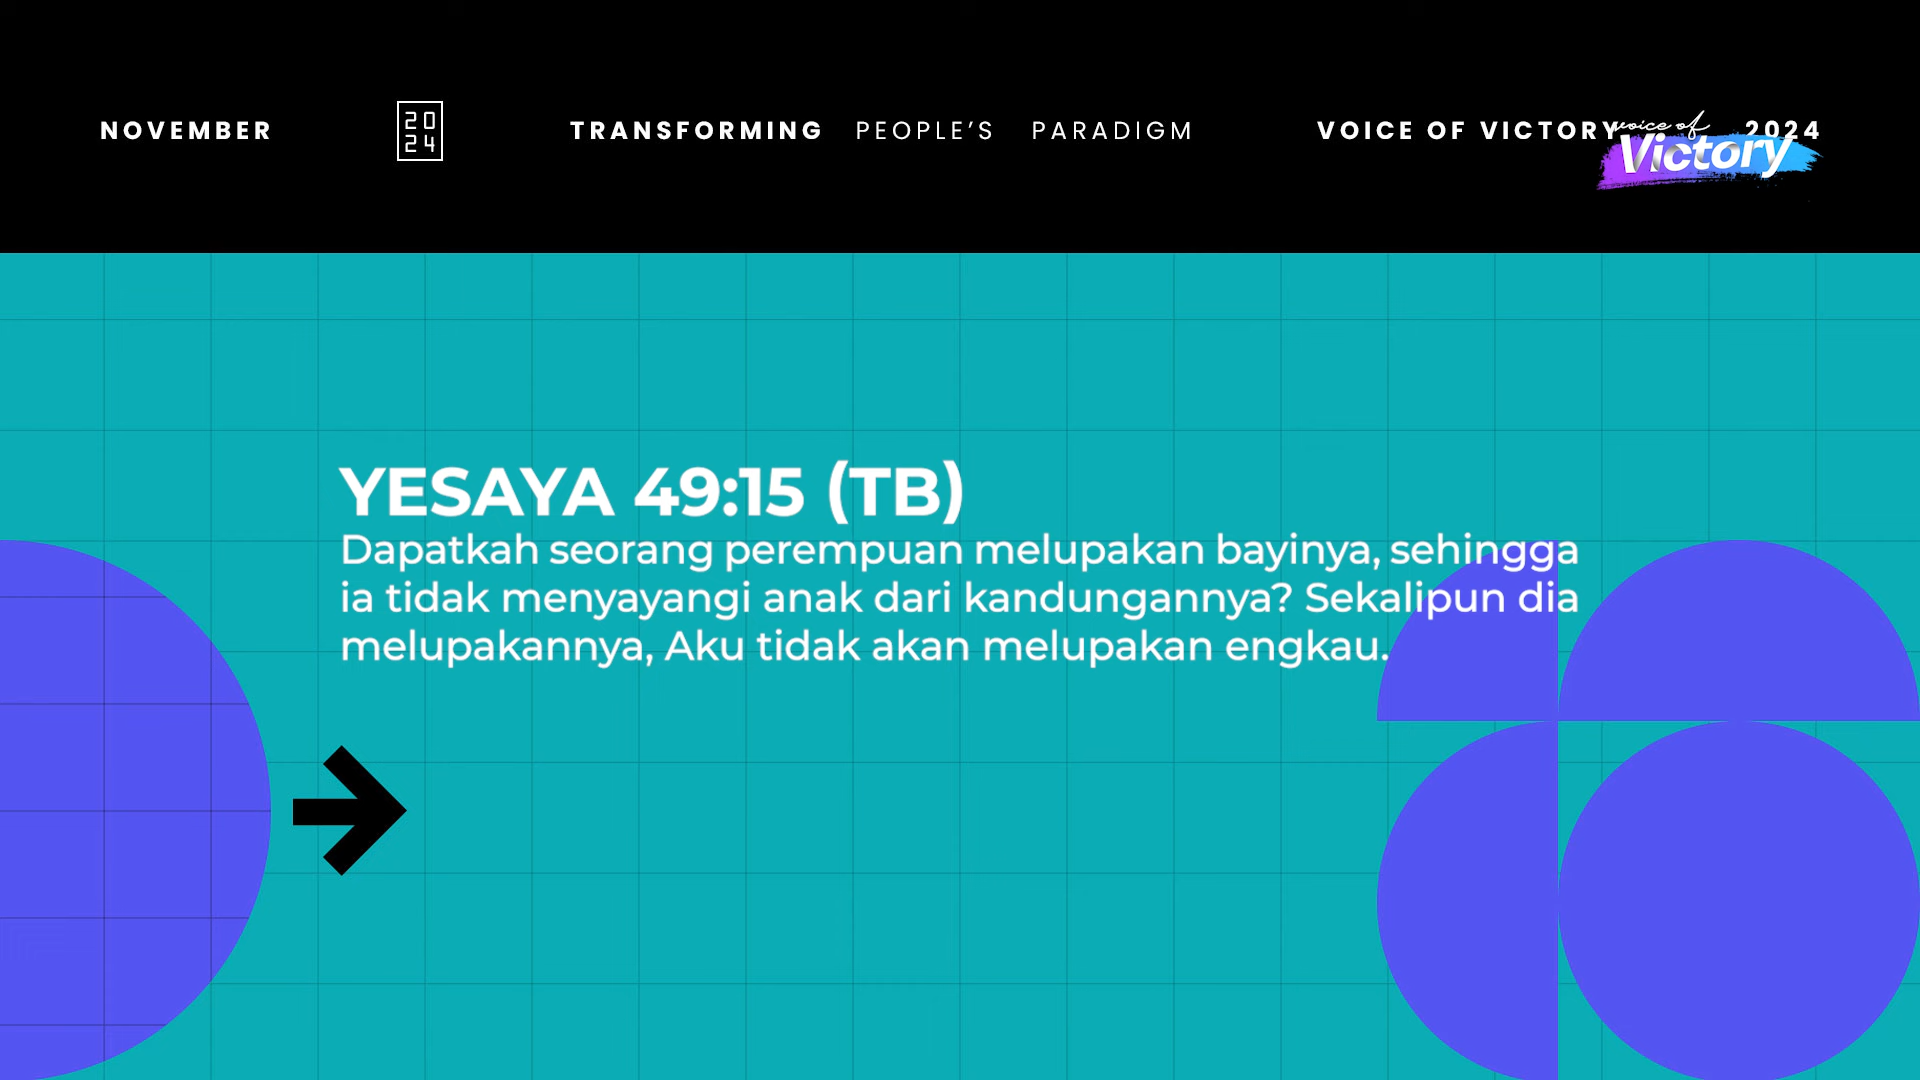 NOVEMBER
20
24
TRANSFORMING PEOPLE'S PARADIGM
VOICE OF VICTORY 2024
voice of
Victory
YESAYA 49:15 (TB)
Dapatkah seorang perempuan melupakan bayinya, sehingga
ia tidak menyayangi anak dari kandungannya? Sekalipun dia
melupakannya, Aku tidak akan melupakan engkau.